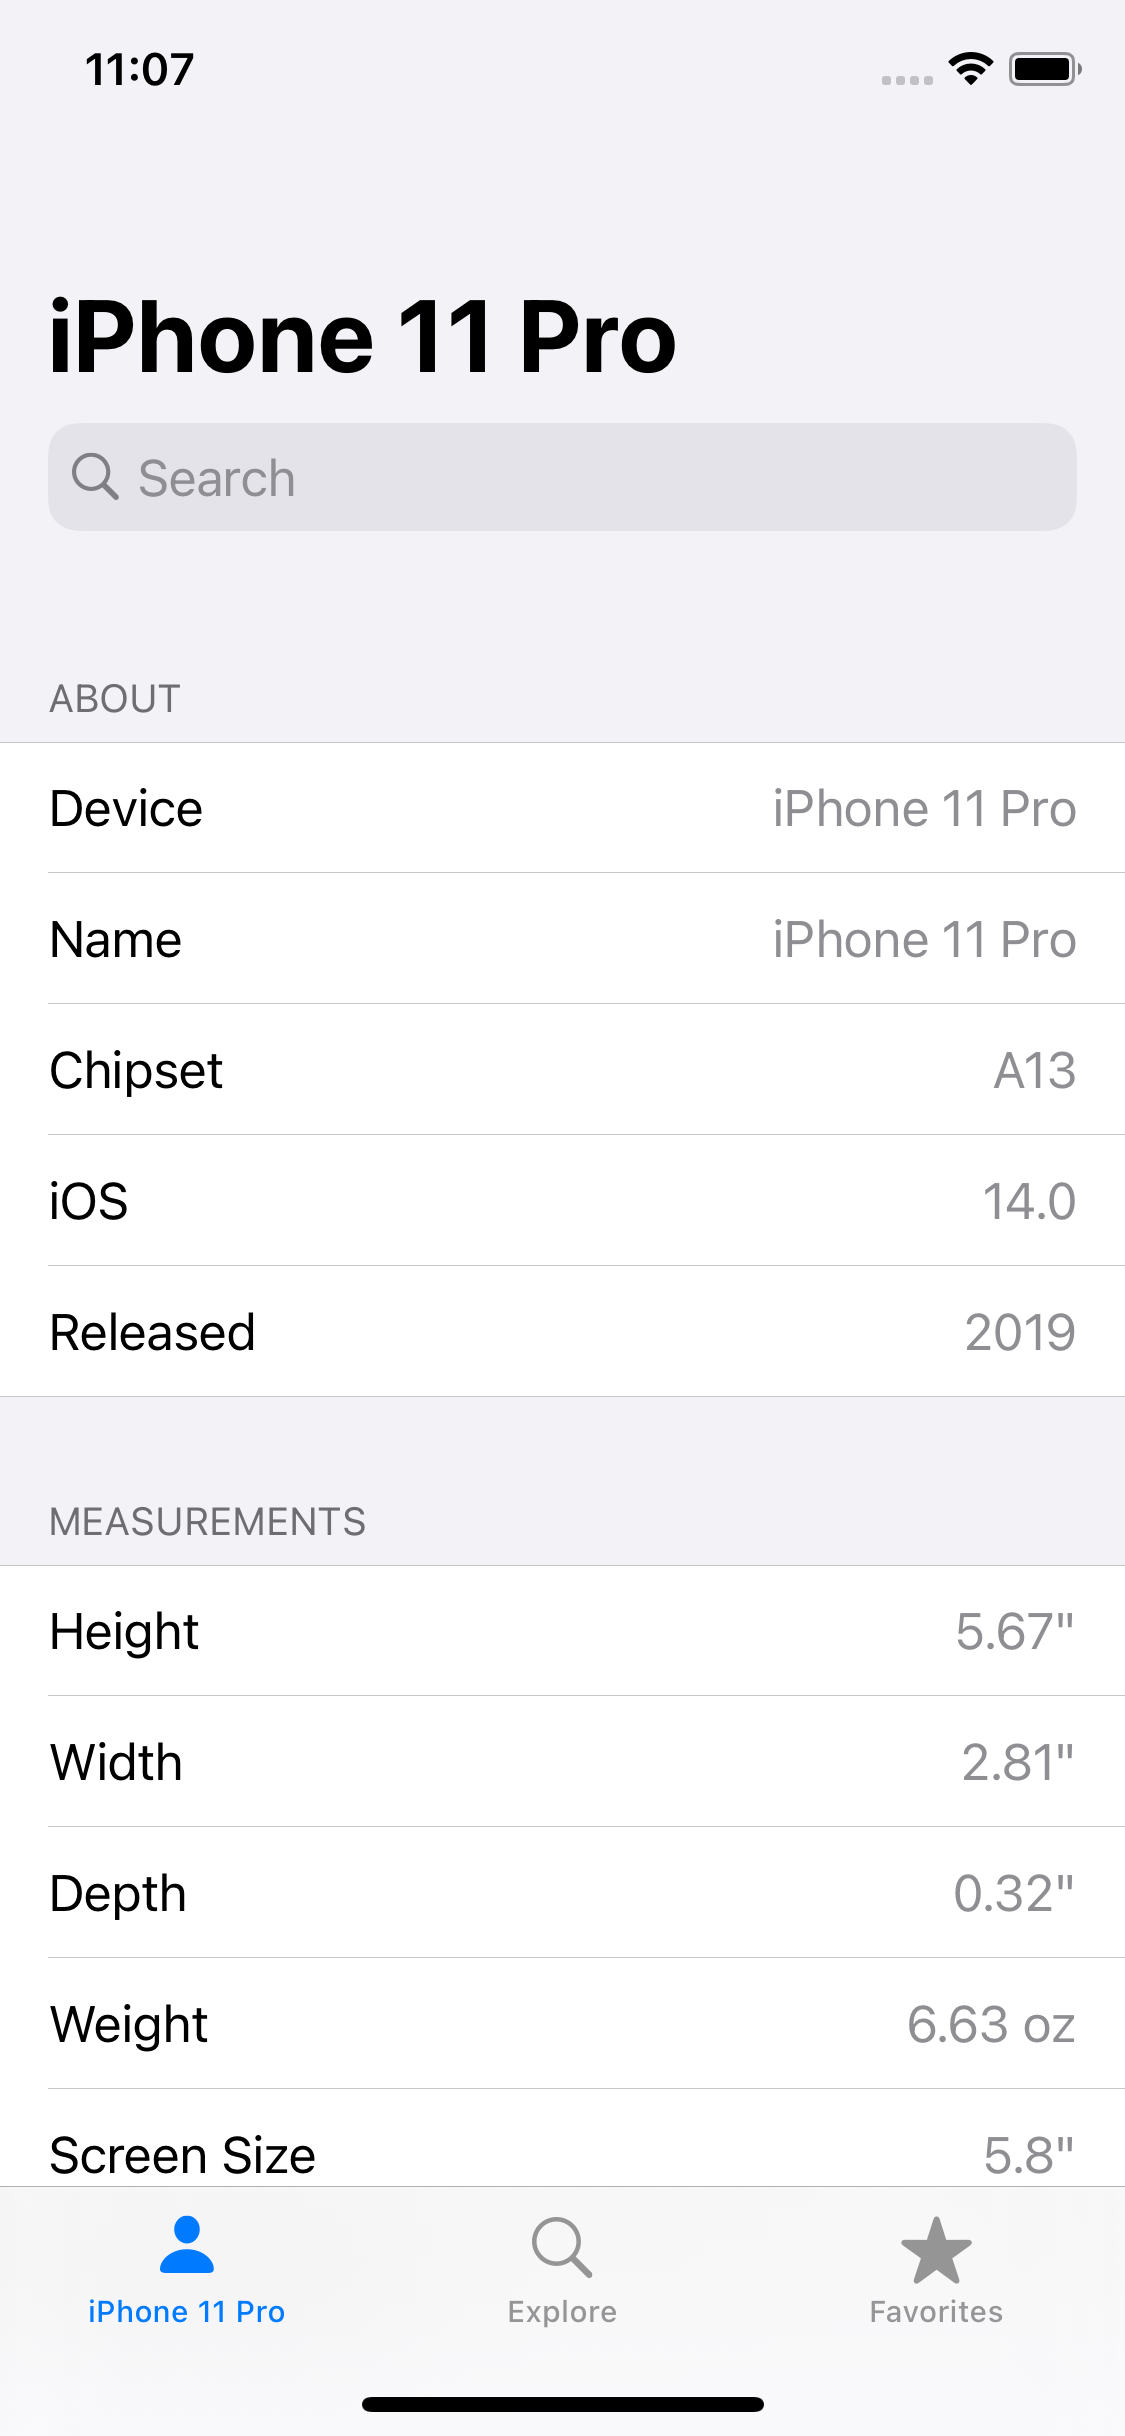 11:07
iPhone 11 Pro
Search
ABOUT
Device iPhone 11 Pro
Name iPhone 11 Pro
Chipset A13
iOS 14.0
Released 2019
MEASUREMENTS
Height 5.67"
Width 2.81"
Depth 0.32"
Weight 6.63 oz
Screen Size 5.8"
iPhone 11 Pro Explore Favorites